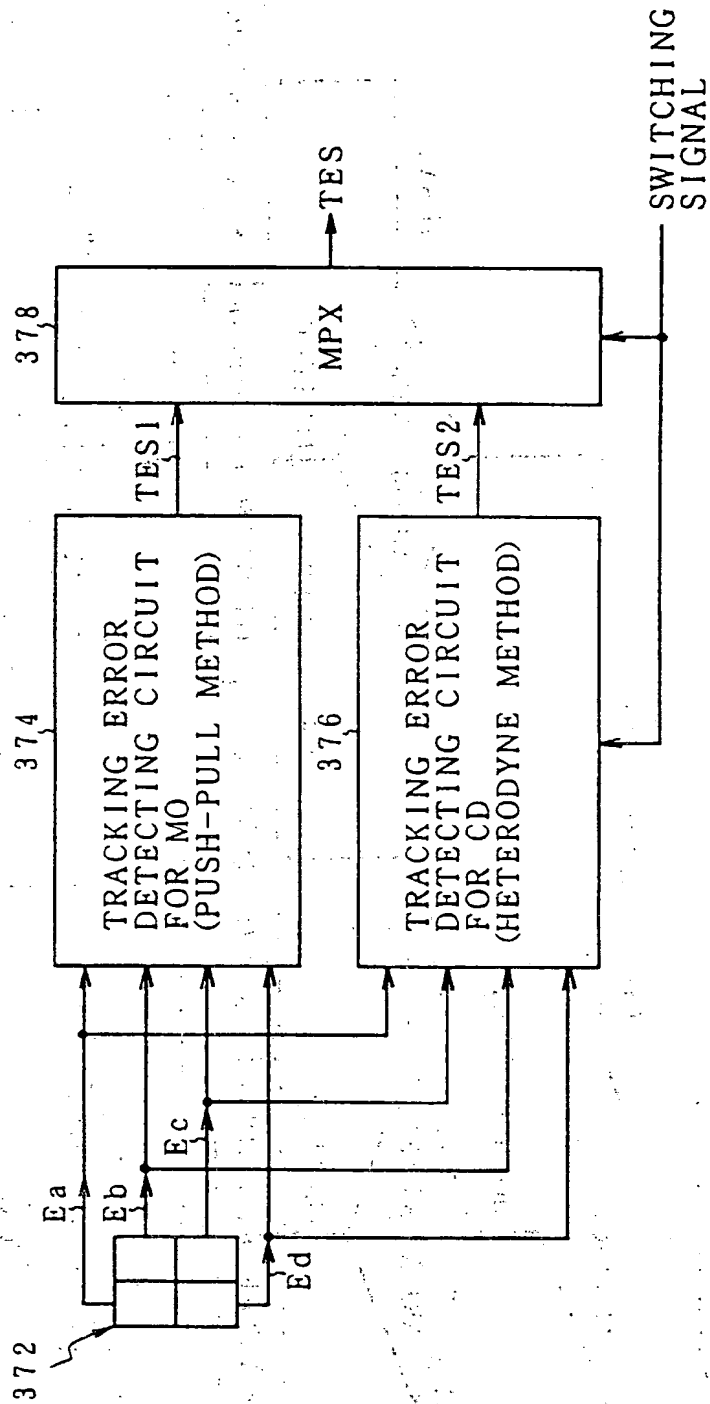 372
Ea
Eb
Ec
Ed
374
TRACKING ERROR
DETECTING CIRCUIT
FOR MO
(PUSH-PULL METHOD)
TES1
376
TRACKING ERROR
DETECTING CIRCUIT
FOR CD
(HETERODYNE METHOD)
TES2
378
MPX
TES
SWITCHING
SIGNAL